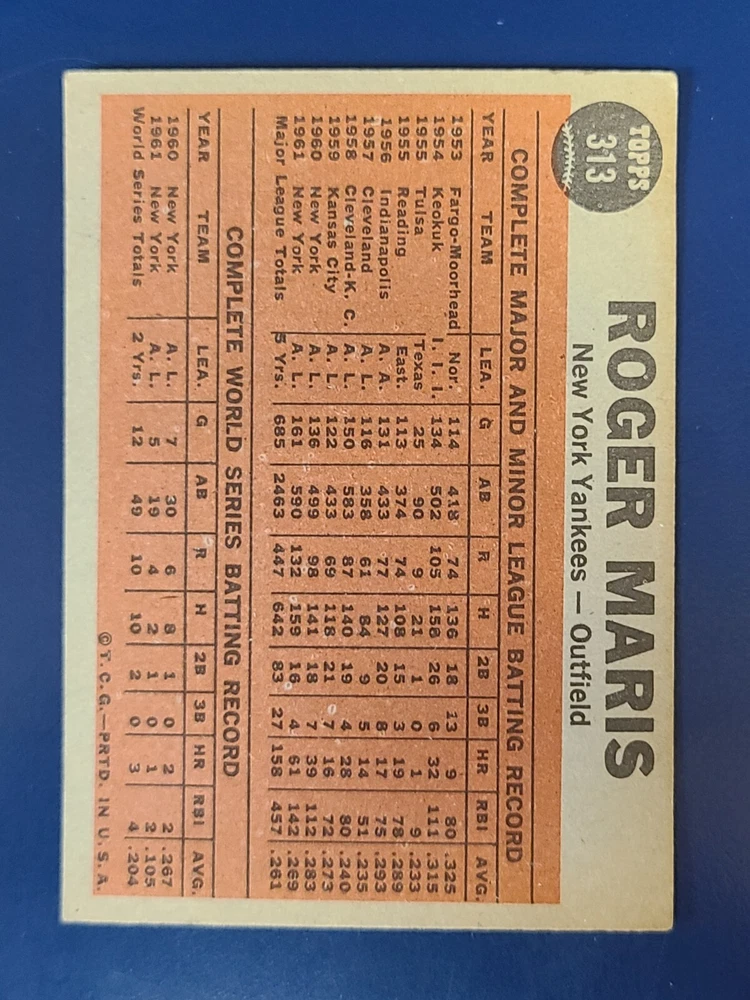 TOPPS
313
ROGER MARIS
New York Yankees — Outfield
COMPLETE MAJOR AND MINOR LEAGUE BATTING RECORD
YEAR TEAM LEA. G AB R H 2B 3B HR RBI AVG.
1953 Fargo-Moorhead Nor. 114 418 74 136 18 13 9 80 .325
1954 Keokuk I. I. I. 134 502 105 158 26 6 32 111 .315
1955 Tulsa Texas 25 90 9 21 1 0 1 9 .233
1955 Reading East. 113 374 74 108 15 3 19 78 .289
1956 Indianapolis A. A. 131 433 77 127 20 8 17 75 .293
1957 Cleveland A. L. 116 358 61 84 9 5 14 51 .235
1958 Cleveland-K. C. A. L. 150 583 87 140 19 4 28 80 .240
1959 Kansas City A. L. 122 433 69 118 21 7 16 72 .273
1960 New York A. L. 136 499 98 141 18 7 39 112 .283
1961 New York A. L. 161 590 132 159 16 4 61 142 .269
Major League Totals 5 Yrs. 685 2463 447 642 83 27 158 457 .261
COMPLETE WORLD SERIES BATTING RECORD
YEAR TEAM LEA. G AB R H 2B 3B HR RBI AVG.
1960 New York A. L. 7 30 6 8 1 0 2 2 .267
1961 New York A. L. 5 19 4 2 1 0 1 2 .105
World Series Totals 2 Yrs. 12 49 10 10 2 0 3 4 .204
©T.C.G.—PRTD. IN U.S.A.